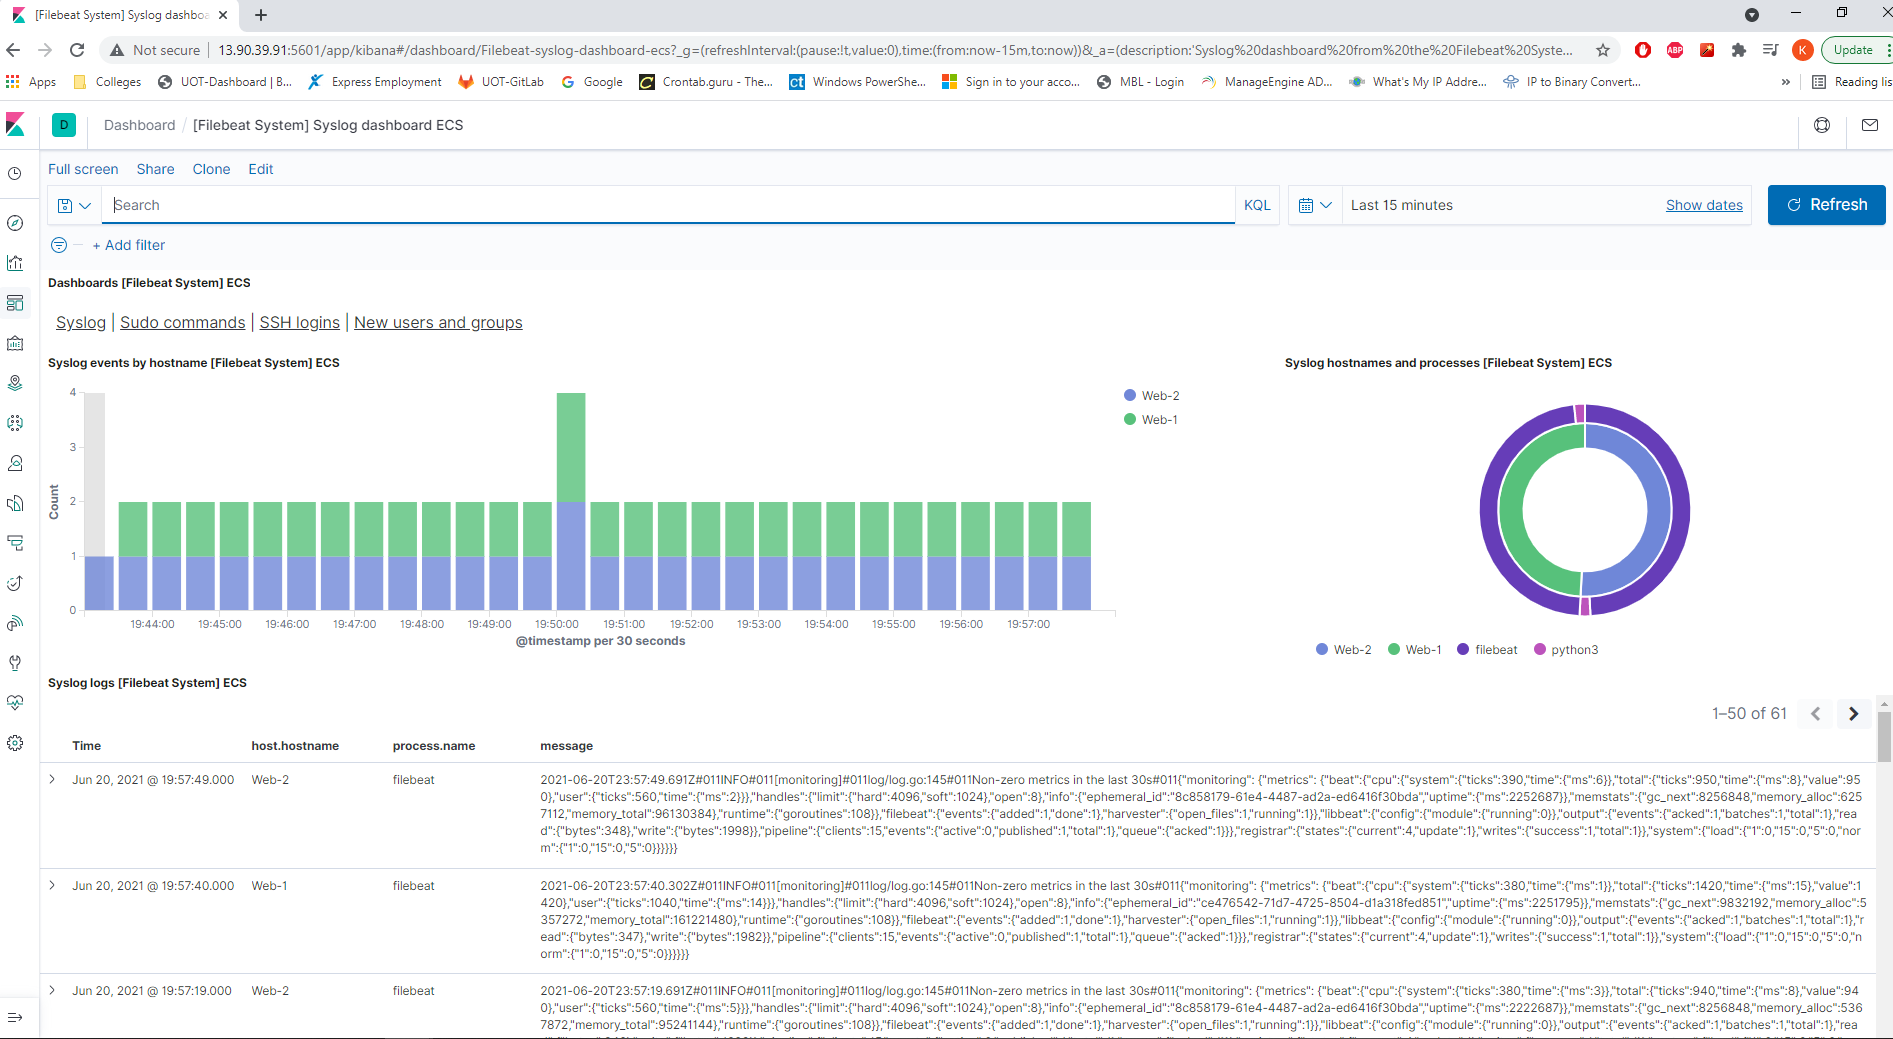 [Filebeat System] Syslog dashboa
Not secure | 13.90.39.91:5601/app/kibana#/dashboard/Filebeat-syslog-dashboard-ecs?_g=(refreshInterval:(pause:!t,value:0),time:(from:now-15m,to:now))&_a=(description:'Syslog%20dashboard%20from%20the%20Filebeat%20Syste...
ABP
K
Update
Apps Colleges UOT-Dashboard | B... Express Employment UOT-GitLab Google Crontab.guru - The... Windows PowerShe... Sign in to your acco... MBL - Login ManageEngine AD... What's My IP Addre... IP to Binary Convert... » Reading lis
D Dashboard / [Filebeat System] Syslog dashboard ECS
Full screen Share Clone Edit
Search KQL Last 15 minutes Show dates Refresh
+ Add filter
Dashboards [Filebeat System] ECS
Syslog | Sudo commands | SSH logins | New users and groups
Syslog events by hostname [Filebeat System] ECS
4
3
2
1
0
Count
19:44:00 19:45:00 19:46:00 19:47:00 19:48:00 19:49:00 19:50:00 19:51:00 19:52:00 19:53:00 19:54:00 19:55:00 19:56:00 19:57:00
@timestamp per 30 seconds
Web-2
Web-1
Syslog hostnames and processes [Filebeat System] ECS
Web-2 Web-1 filebeat python3
Syslog logs [Filebeat System] ECS
1–50 of 61
Time host.hostname process.name message
Jun 20, 2021 @ 19:57:49.000 Web-2 filebeat 2021-06-20T23:57:49.691Z#011INFO#011[monitoring]#011log/log.go:145#011Non-zero metrics in the last 30s#011{"monitoring": {"metrics": {"beat":{"cpu":{"system":{"ticks":390,"time":{"ms":6}},"total":{"ticks":950,"time":{"ms":8},"value":95
0},"user":{"ticks":560,"time":{"ms":2}}},"handles":{"limit":{"hard":4096,"soft":1024},"open":8},"info":{"ephemeral_id":"8c858179-61e4-4487-ad2a-ed6416f30bda","uptime":{"ms":2252687}},"memstats":{"gc_next":8256848,"memory_alloc":625
7112,"memory_total":96130384},"runtime":{"goroutines":108}},"filebeat":{"events":{"added":1,"done":1},"harvester":{"open_files":1,"running":1}},"libbeat":{"config":{"module":{"running":0}},"output":{"events":{"acked":1,"batches":1,"total":1},"rea
d":{"bytes":348},"write":{"bytes":1998}},"pipeline":{"clients":15,"events":{"active":0,"published":1,"total":1},"queue":{"acked":1}}},"registrar":{"states":{"current":4,"update":1},"writes":{"success":1,"total":1}},"system":{"load":{"1":0,"15":0,"5":0,"nor
m":{"1":0,"15":0,"5":0}}}}}}
Jun 20, 2021 @ 19:57:40.000 Web-1 filebeat 2021-06-20T23:57:40.302Z#011INFO#011[monitoring]#011log/log.go:145#011Non-zero metrics in the last 30s#011{"monitoring": {"metrics": {"beat":{"cpu":{"system":{"ticks":380,"time":{"ms":1}},"total":{"ticks":1420,"time":{"ms":15},"value":1
420},"user":{"ticks":1040,"time":{"ms":14}}},"handles":{"limit":{"hard":4096,"soft":1024},"open":8},"info":{"ephemeral_id":"ce476542-71d7-4725-8504-d1a318fed851","uptime":{"ms":2251795}},"memstats":{"gc_next":9832192,"memory_alloc":5
357272,"memory_total":161221480},"runtime":{"goroutines":108}},"filebeat":{"events":{"added":1,"done":1},"harvester":{"open_files":1,"running":1}},"libbeat":{"config":{"module":{"running":0}},"output":{"events":{"acked":1,"batches":1,"total":1},"r
ead":{"bytes":347},"write":{"bytes":1982}},"pipeline":{"clients":15,"events":{"active":0,"published":1,"total":1},"queue":{"acked":1}}},"registrar":{"states":{"current":4,"update":1},"writes":{"success":1,"total":1}},"system":{"load":{"1":0,"15":0,"5":0,"n
orm":{"1":0,"15":0,"5":0}}}}}}
Jun 20, 2021 @ 19:57:19.000 Web-2 filebeat 2021-06-20T23:57:19.691Z#011INFO#011[monitoring]#011log/log.go:145#011Non-zero metrics in the last 30s#011{"monitoring": {"metrics": {"beat":{"cpu":{"system":{"ticks":380,"time":{"ms":3}},"total":{"ticks":940,"time":{"ms":8},"value":94
0},"user":{"ticks":560,"time":{"ms":5}}},"handles":{"limit":{"hard":4096,"soft":1024},"open":8},"info":{"ephemeral_id":"8c858179-61e4-4487-ad2a-ed6416f30bda","uptime":{"ms":2222687}},"memstats":{"gc_next":8256848,"memory_alloc":536
7872,"memory_total":95241144},"runtime":{"goroutines":108}},"filebeat":{"events":{"added":1,"done":1},"harvester":{"open_files":1,"running":1}},"libbeat":{"config":{"module":{"running":0}},"output":{"events":{"acked":1,"batches":1,"total":1},"rea